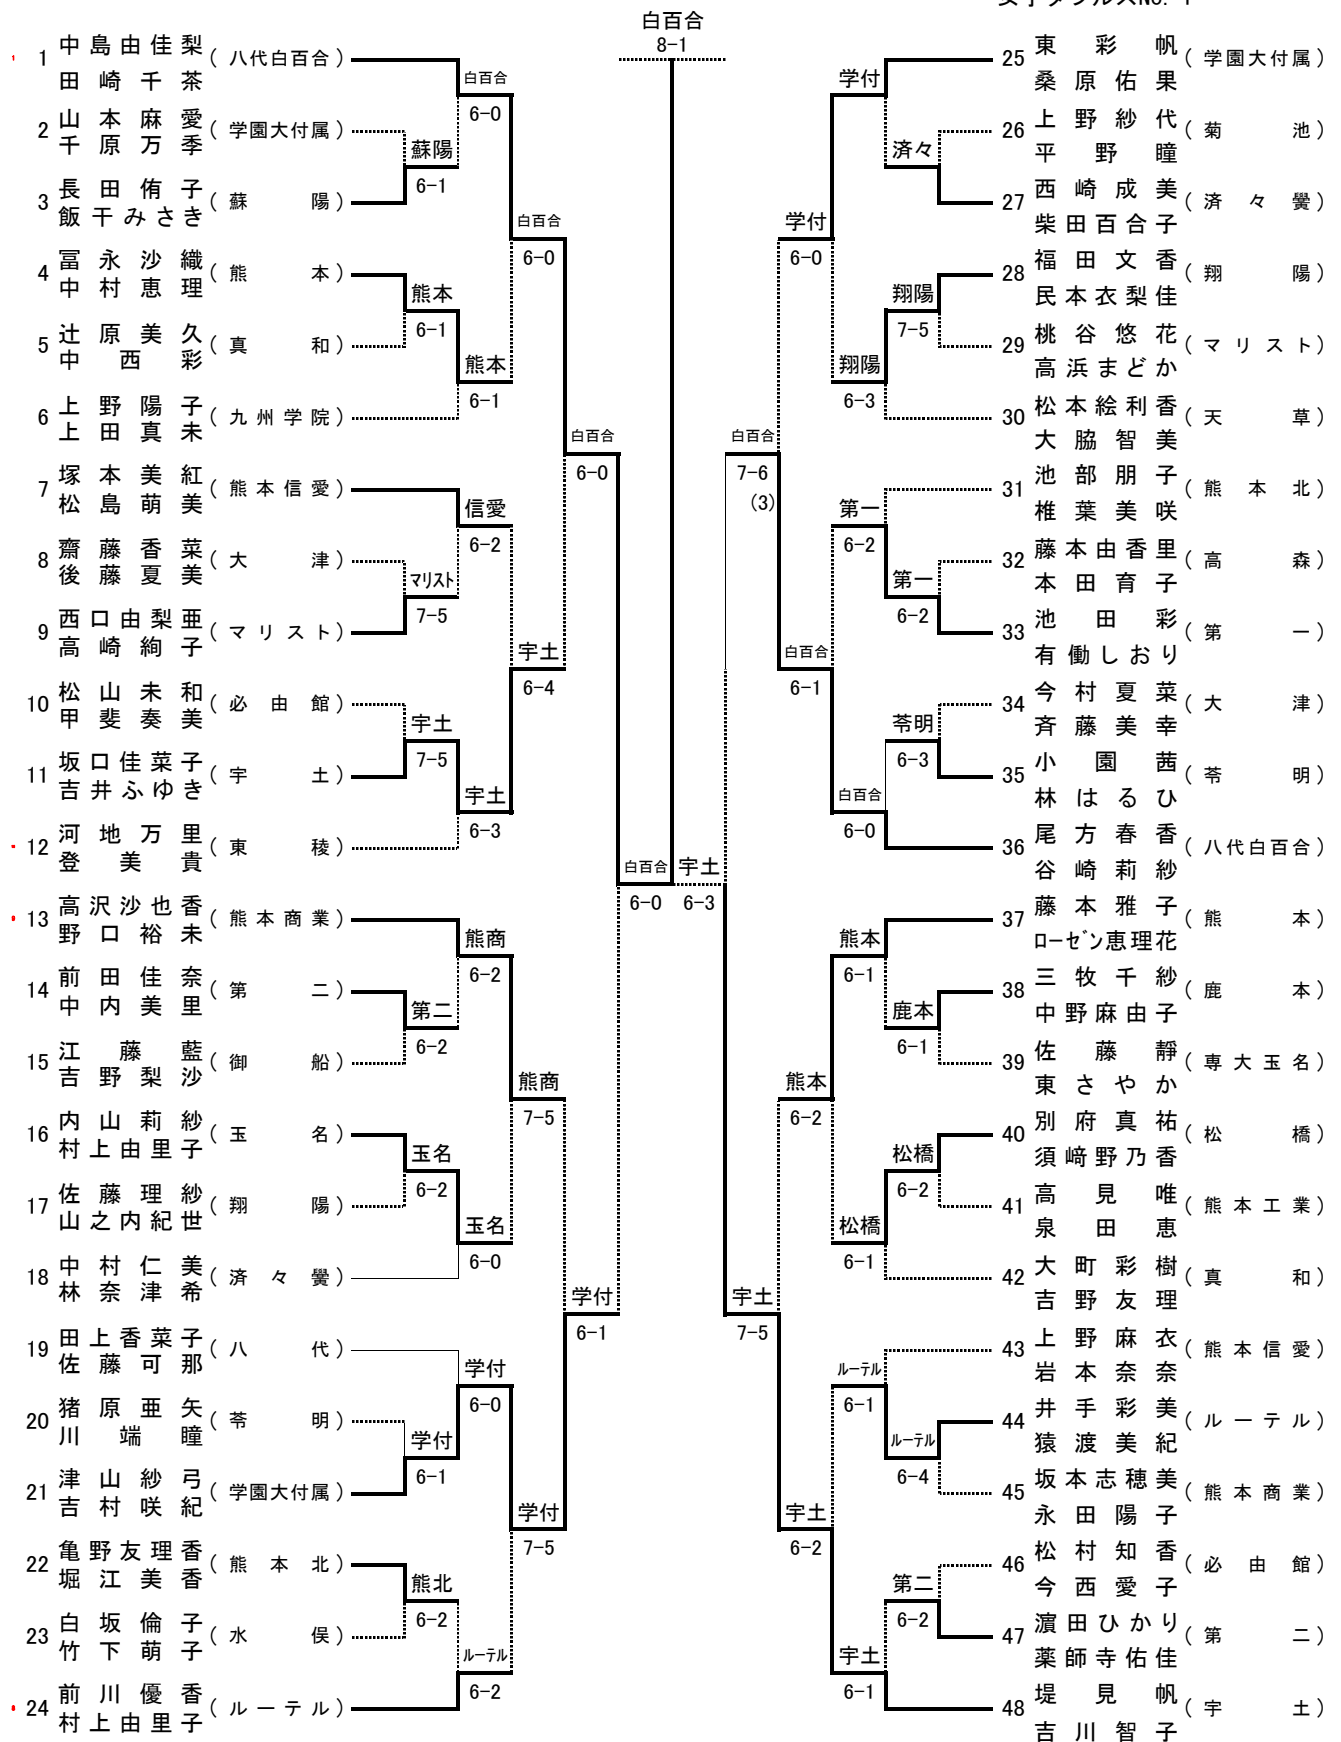 白百合
8-1
1 中島由佳梨 田崎千茶 (八代白百合)
2 山本麻愛 千原万季 (学園大付属)
3 長田侑子 飯干みさき (蘇陽)
4 冨永沙織 中村恵理 (熊本)
5 辻原美久 中西彩 (真和)
6 上野陽子 上田真未 (九州学院)
7 塚本美紅 松島萌美 (熊本信愛)
8 齋藤香菜 後藤夏美 (大津)
9 西口由梨亜 高崎絢子 (マリスト)
10 松山未和 甲斐奏美 (必由館)
11 坂口佳菜子 吉井ふゆき (宇土)
12 河地万里 登美貴 (東稜)
13 高沢沙也香 野口裕未 (熊本商業)
14 前田佳奈 中内美里 (第二)
15 江藤藍 吉野梨沙 (御船)
16 内山莉紗 村上由里子 (玉名)
17 佐藤理紗 山之内紀世 (翔陽)
18 中村仁美 林奈津希 (済々黌)
19 田上香菜子 佐藤可那 (八代)
20 猪原亜矢 川端瞳 (苓明)
21 津山紗弓 吉村咲紀 (学園大付属)
22 亀野友理香 堀江美香 (熊本北)
23 白坂倫子 竹下萌子 (水俣)
24 前川優香 村上由里子 (ルーテル)
白百合
6-0
蘇陽
6-1
白百合
6-0
熊本
6-1
熊本
6-1
白百合
6-0
信愛
6-2
マリスト
7-5
宇土
6-4
宇土
7-5
宇土
6-3
白百合
6-0
熊商
6-2
第二
6-2
熊商
7-5
玉名
6-2
玉名
6-0
学付
6-1
学付
6-0
学付
6-1
学付
7-5
熊北
6-2
ルーテル
6-2
25 東彩帆 桑原佑果 (学園大付属)
26 上野紗代 平野瞳 (菊池)
27 西崎成美 柴田百合子 (済々黌)
28 福田文香 民本衣梨佳 (翔陽)
29 桃谷悠花 高浜まどか (マリスト)
30 松本絵利香 大脇智美 (天草)
31 池部朋子 椎葉美咲 (熊本北)
32 藤本由香里 本田育子 (高森)
33 池田彩 有働しおり (第一)
34 今村夏菜 斉藤美幸 (大津)
35 小園茜 林はるひ (苓明)
36 尾方春香 谷崎莉紗 (八代白百合)
37 藤本雅子 ローゼン恵理花 (熊本)
38 三牧千紗 中野麻由子 (鹿本)
39 佐藤靜 東さやか (専大玉名)
40 別府真祐 須﨑野乃香 (松橋)
41 高見唯 泉田恵 (熊本工業)
42 大町彩樹 吉野友理 (真和)
43 上野麻衣 岩本奈奈 (熊本信愛)
44 井手彩美 猿渡美紀 (ルーテル)
45 坂本志穂美 永田陽子 (熊本商業)
46 松村知香 今西愛子 (必由館)
47 濵田ひかり 薬師寺佑佳 (第二)
48 堤見帆 吉川智子 (宇土)
学付
済々
学付
6-0
翔陽
7-5
翔陽
6-3
白百合
7-6
(3)
第一
6-2
第一
6-2
白百合
6-1
苓明
6-3
白百合
6-0
宇土
6-3
熊本
6-1
鹿本
6-1
熊本
6-2
松橋
6-2
松橋
6-1
宇土
7-5
ルーテル
6-1
ルーテル
6-4
宇土
6-2
第二
6-2
宇土
6-1